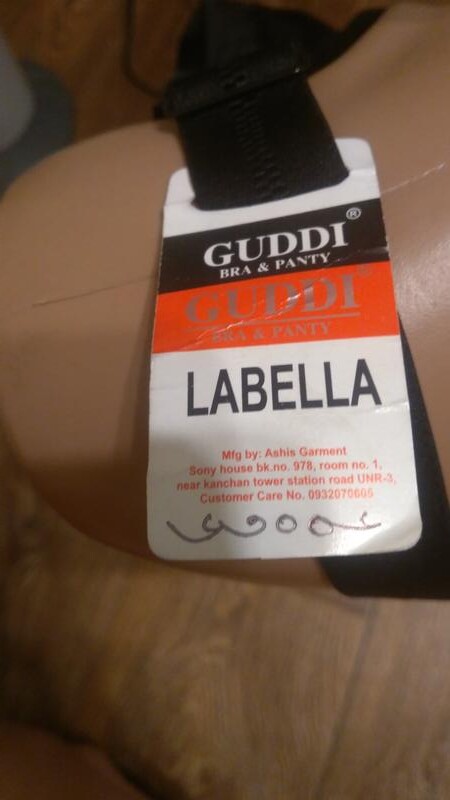 GUDDI®
BRA & PANTY
GUDDI®
BRA & PANTY
LABELLA
Mfg by: Ashis Garment
Sony house bk.no. 978, room no. 1,
near kanchan tower station road UNR-3,
Customer Care No. 0932070605